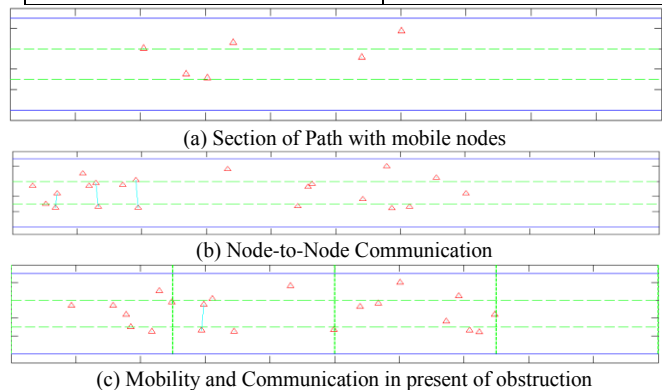 (a) Section of Path with mobile nodes
(b) Node-to-Node Communication
(c) Mobility and Communication in present of obstruction